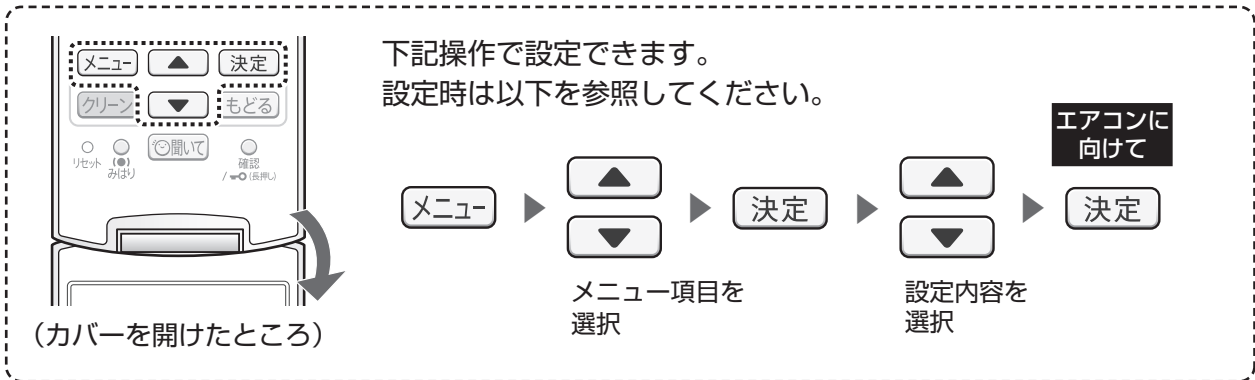 メニュー ▲ 決定
クリーン ▼ もどる
リセット みはり 聞いて 確認
/ (長押し)
(カバーを開けたところ)
下記操作で設定できます。
設定時は以下を参照してください。
エアコンに
向けて
メニュー ▶ ▲ ▼ ▶ 決定 ▶ ▲ ▼ ▶ 決定
メニュー項目を
選択
設定内容を
選択